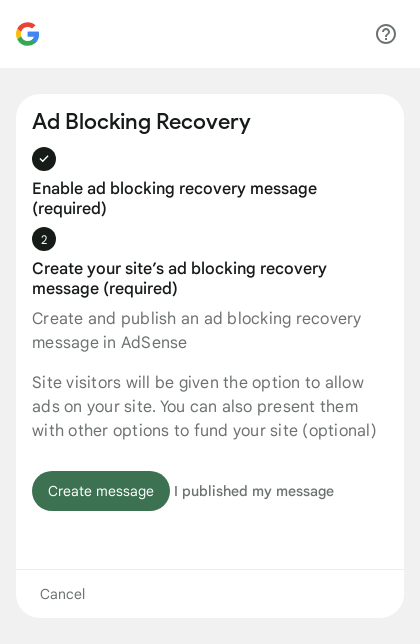 Ad Blocking Recovery
Enable ad blocking recovery message
(required)
2
Create your site's ad blocking recovery
message (required)
Create and publish an ad blocking recovery
message in AdSense
Site visitors will be given the option to allow
ads on your site. You can also present them
with other options to fund your site (optional)
Create message I published my message
Cancel